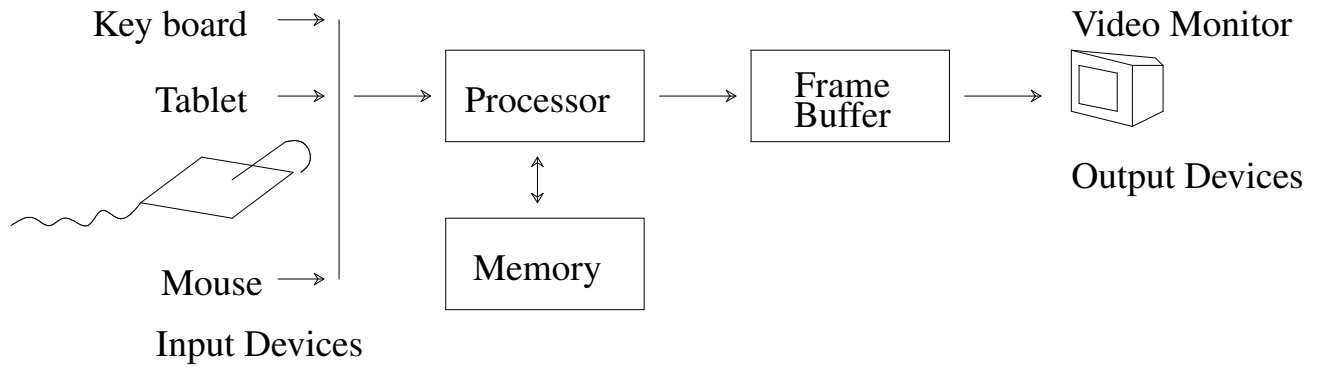 Key board
Video Monitor
Tablet
Processor
Frame
Buffer
Output Devices
Mouse
Memory
Input Devices